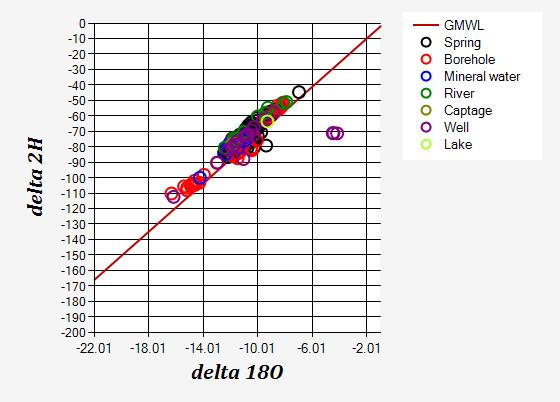 0
-10
-20
-30
-40
-50
-60
-70
-80
-90
-100
-110
-120
-130
-140
-150
-160
-170
-180
-190
-200
delta 2H
-22.01 -18.01 -14.01 -10.01 -6.01 -2.01
delta 18O
GMWL
Spring
Borehole
Mineral water
River
Captage
Well
Lake